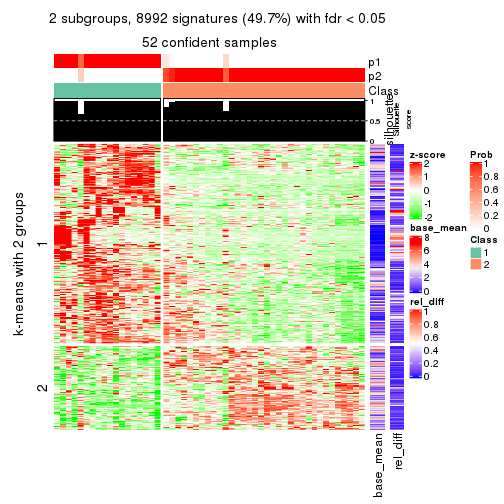 2 subgroups, 8992 signatures (49.7%) with fdr < 0.05
52 confident samples
p1
p2
Class
silhouette
Silhouette
score
1
0.5
0
k-means with 2 groups
1
2
base_mean
rel_diff
z-score
2
1
0
-1
-2
base_mean
8
6
4
2
0
rel_diff
1
0.8
0.6
0.4
0.2
0
Prob
1
0.8
0.6
0.4
0.2
0
Class
1
2